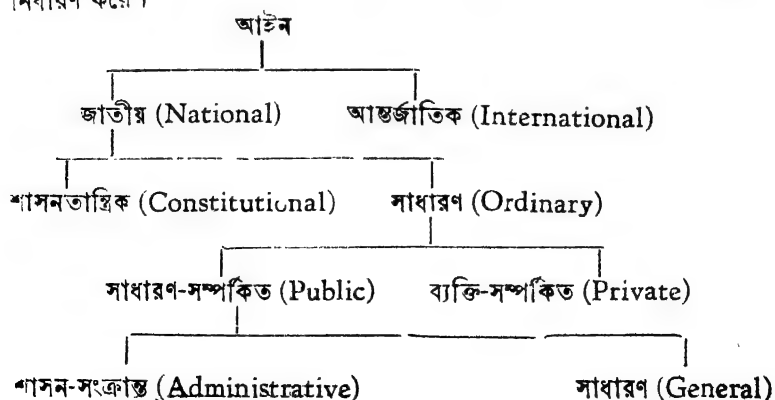 নির্ধারণ করে।
আইন
জাতীয় (National) আন্তর্জাতিক (International)
শাসনতান্ত্রিক (Constitutional) সাধারণ (Ordinary)
সাধারণ-সম্পর্কিত (Public) ব্যক্তি-সম্পর্কিত (Private)
শাসন-সংক্রান্ত (Administrative) সাধারণ (General)